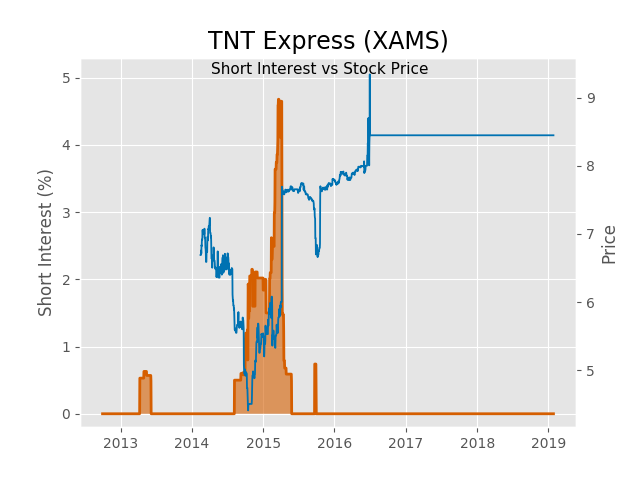 TNT Express (XAMS)
Short Interest vs Stock Price
Short Interest (%)
5
4
3
2
1
0
9
8
7
6
5
Price
2013 2014 2015 2016 2017 2018 2019